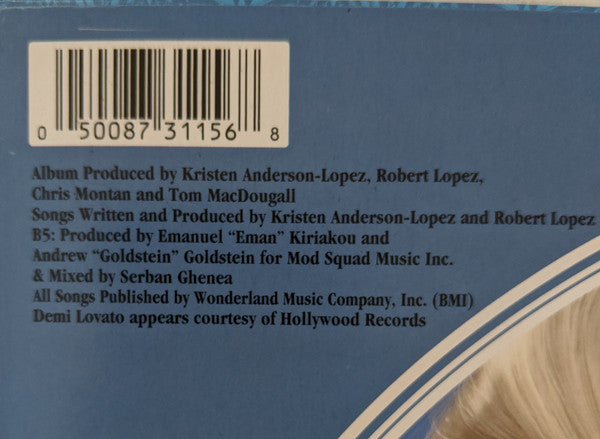 0 50087 31156 8
Album Produced by Kristen Anderson-Lopez, Robert Lopez,
Chris Montan and Tom MacDougall
Songs Written and Produced by Kristen Anderson-Lopez and Robert Lopez
B5: Produced by Emanuel “Eman” Kiriakou and
Andrew “Goldstein” Goldstein for Mod Squad Music Inc.
& Mixed by Serban Ghenea
All Songs Published by Wonderland Music Company, Inc. (BMI)
Demi Lovato appears courtesy of Hollywood Records